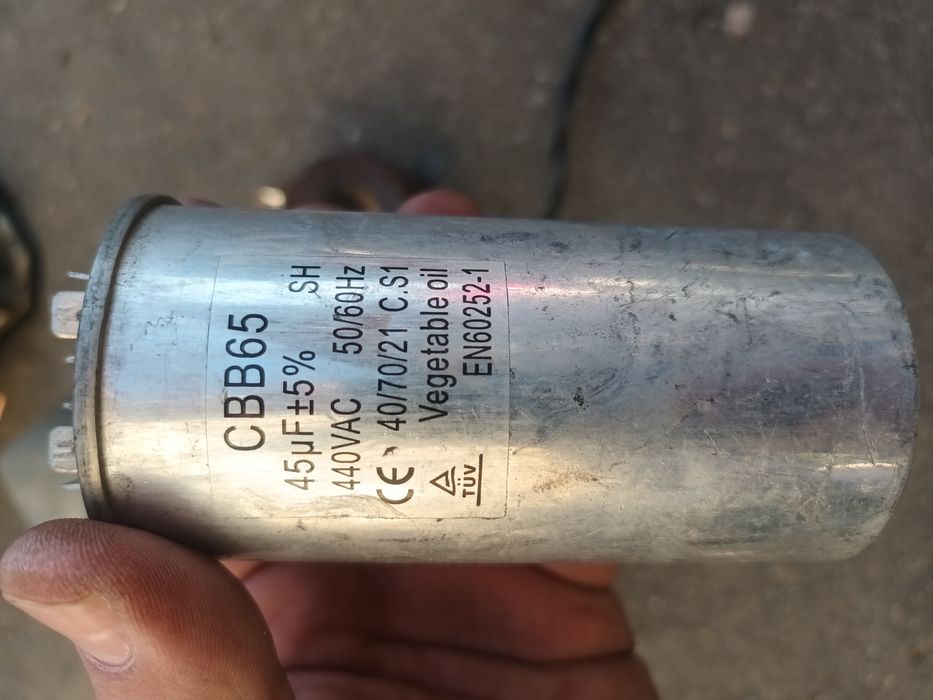 CBB65
45µF±5% SH
440VAC 50/60Hz
CE 40/70/21 C.S1
Vegetable oil
TÜV EN60252-1